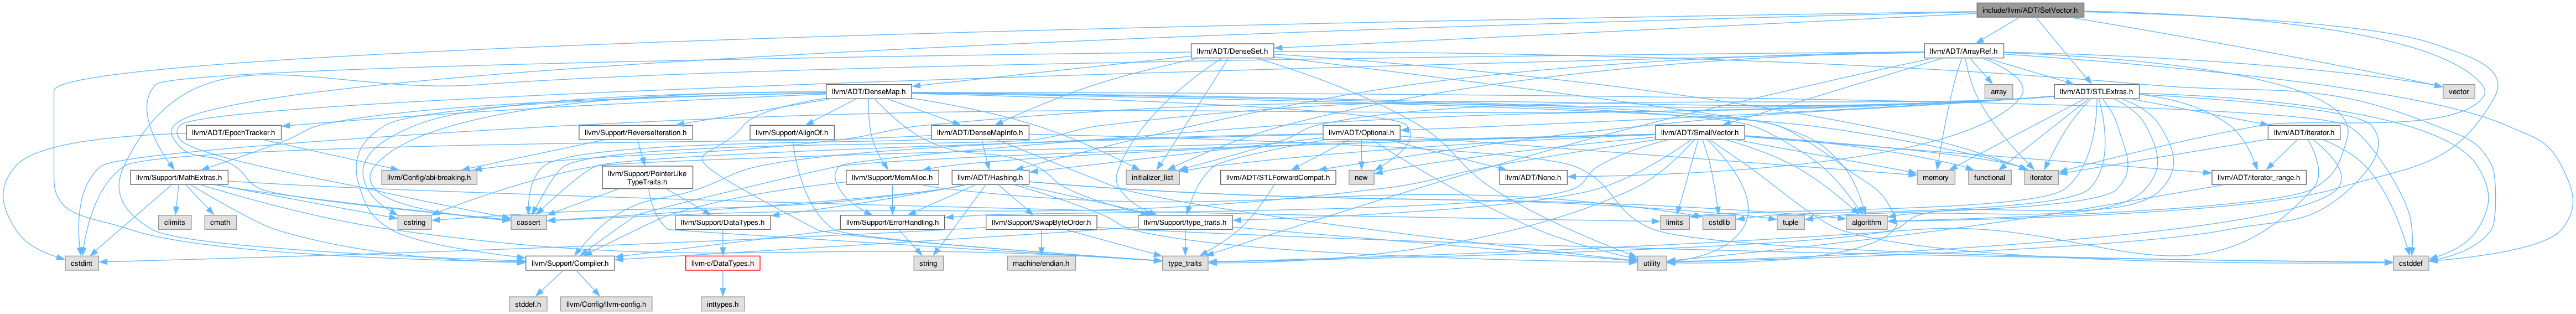 include/llvm/ADT/SetVector.h
llvm/ADT/DenseSet.h
llvm/ADT/ArrayRef.h
llvm/ADT/DenseMap.h
array
llvm/ADT/STLExtras.h
vector
llvm/ADT/EpochTracker.h
llvm/Support/ReverseIteration.h
llvm/Support/AlignOf.h
llvm/ADT/DenseMapInfo.h
llvm/ADT/Optional.h
llvm/ADT/SmallVector.h
llvm/ADT/iterator.h
llvm/Support/MathExtras.h
llvm/Config/abi-breaking.h
llvm/Support/PointerLike
TypeTraits.h
llvm/Support/MemAlloc.h
llvm/ADT/Hashing.h
initializer_list
llvm/ADT/STLForwardCompat.h
new
llvm/ADT/None.h
memory
functional
iterator
llvm/ADT/iterator_range.h
climits
cmath
cstring
cassert
llvm/Support/DataTypes.h
llvm/Support/ErrorHandling.h
llvm/Support/SwapByteOrder.h
llvm/Support/type_traits.h
limits
cstdlib
tuple
algorithm
cstdint
llvm/Support/Compiler.h
llvm-c/DataTypes.h
string
machine/endian.h
type_traits
utility
cstddef
stddef.h
llvm/Config/llvm-config.h
inttypes.h